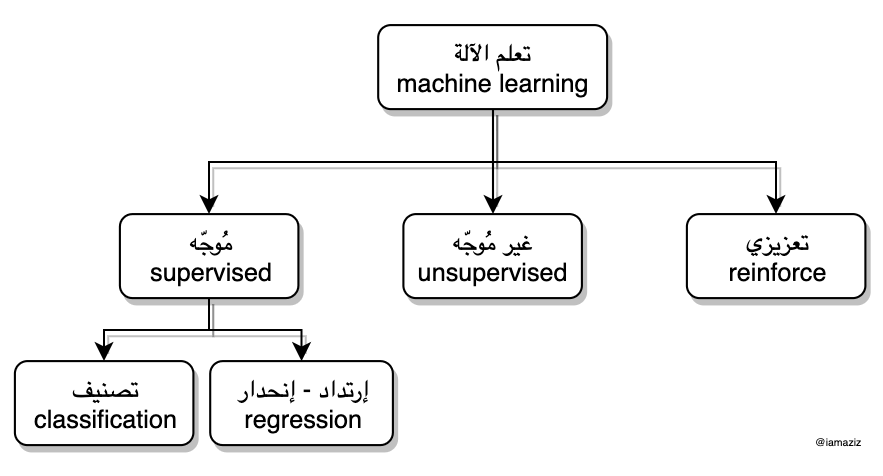 تعلم الآلة
machine learning
مُوجّه
supervised
غير مُوجّه
unsupervised
تعزيزي
reinforce
تصنيف
classification
إرتداد - إنحدار
regression
@iamaziz